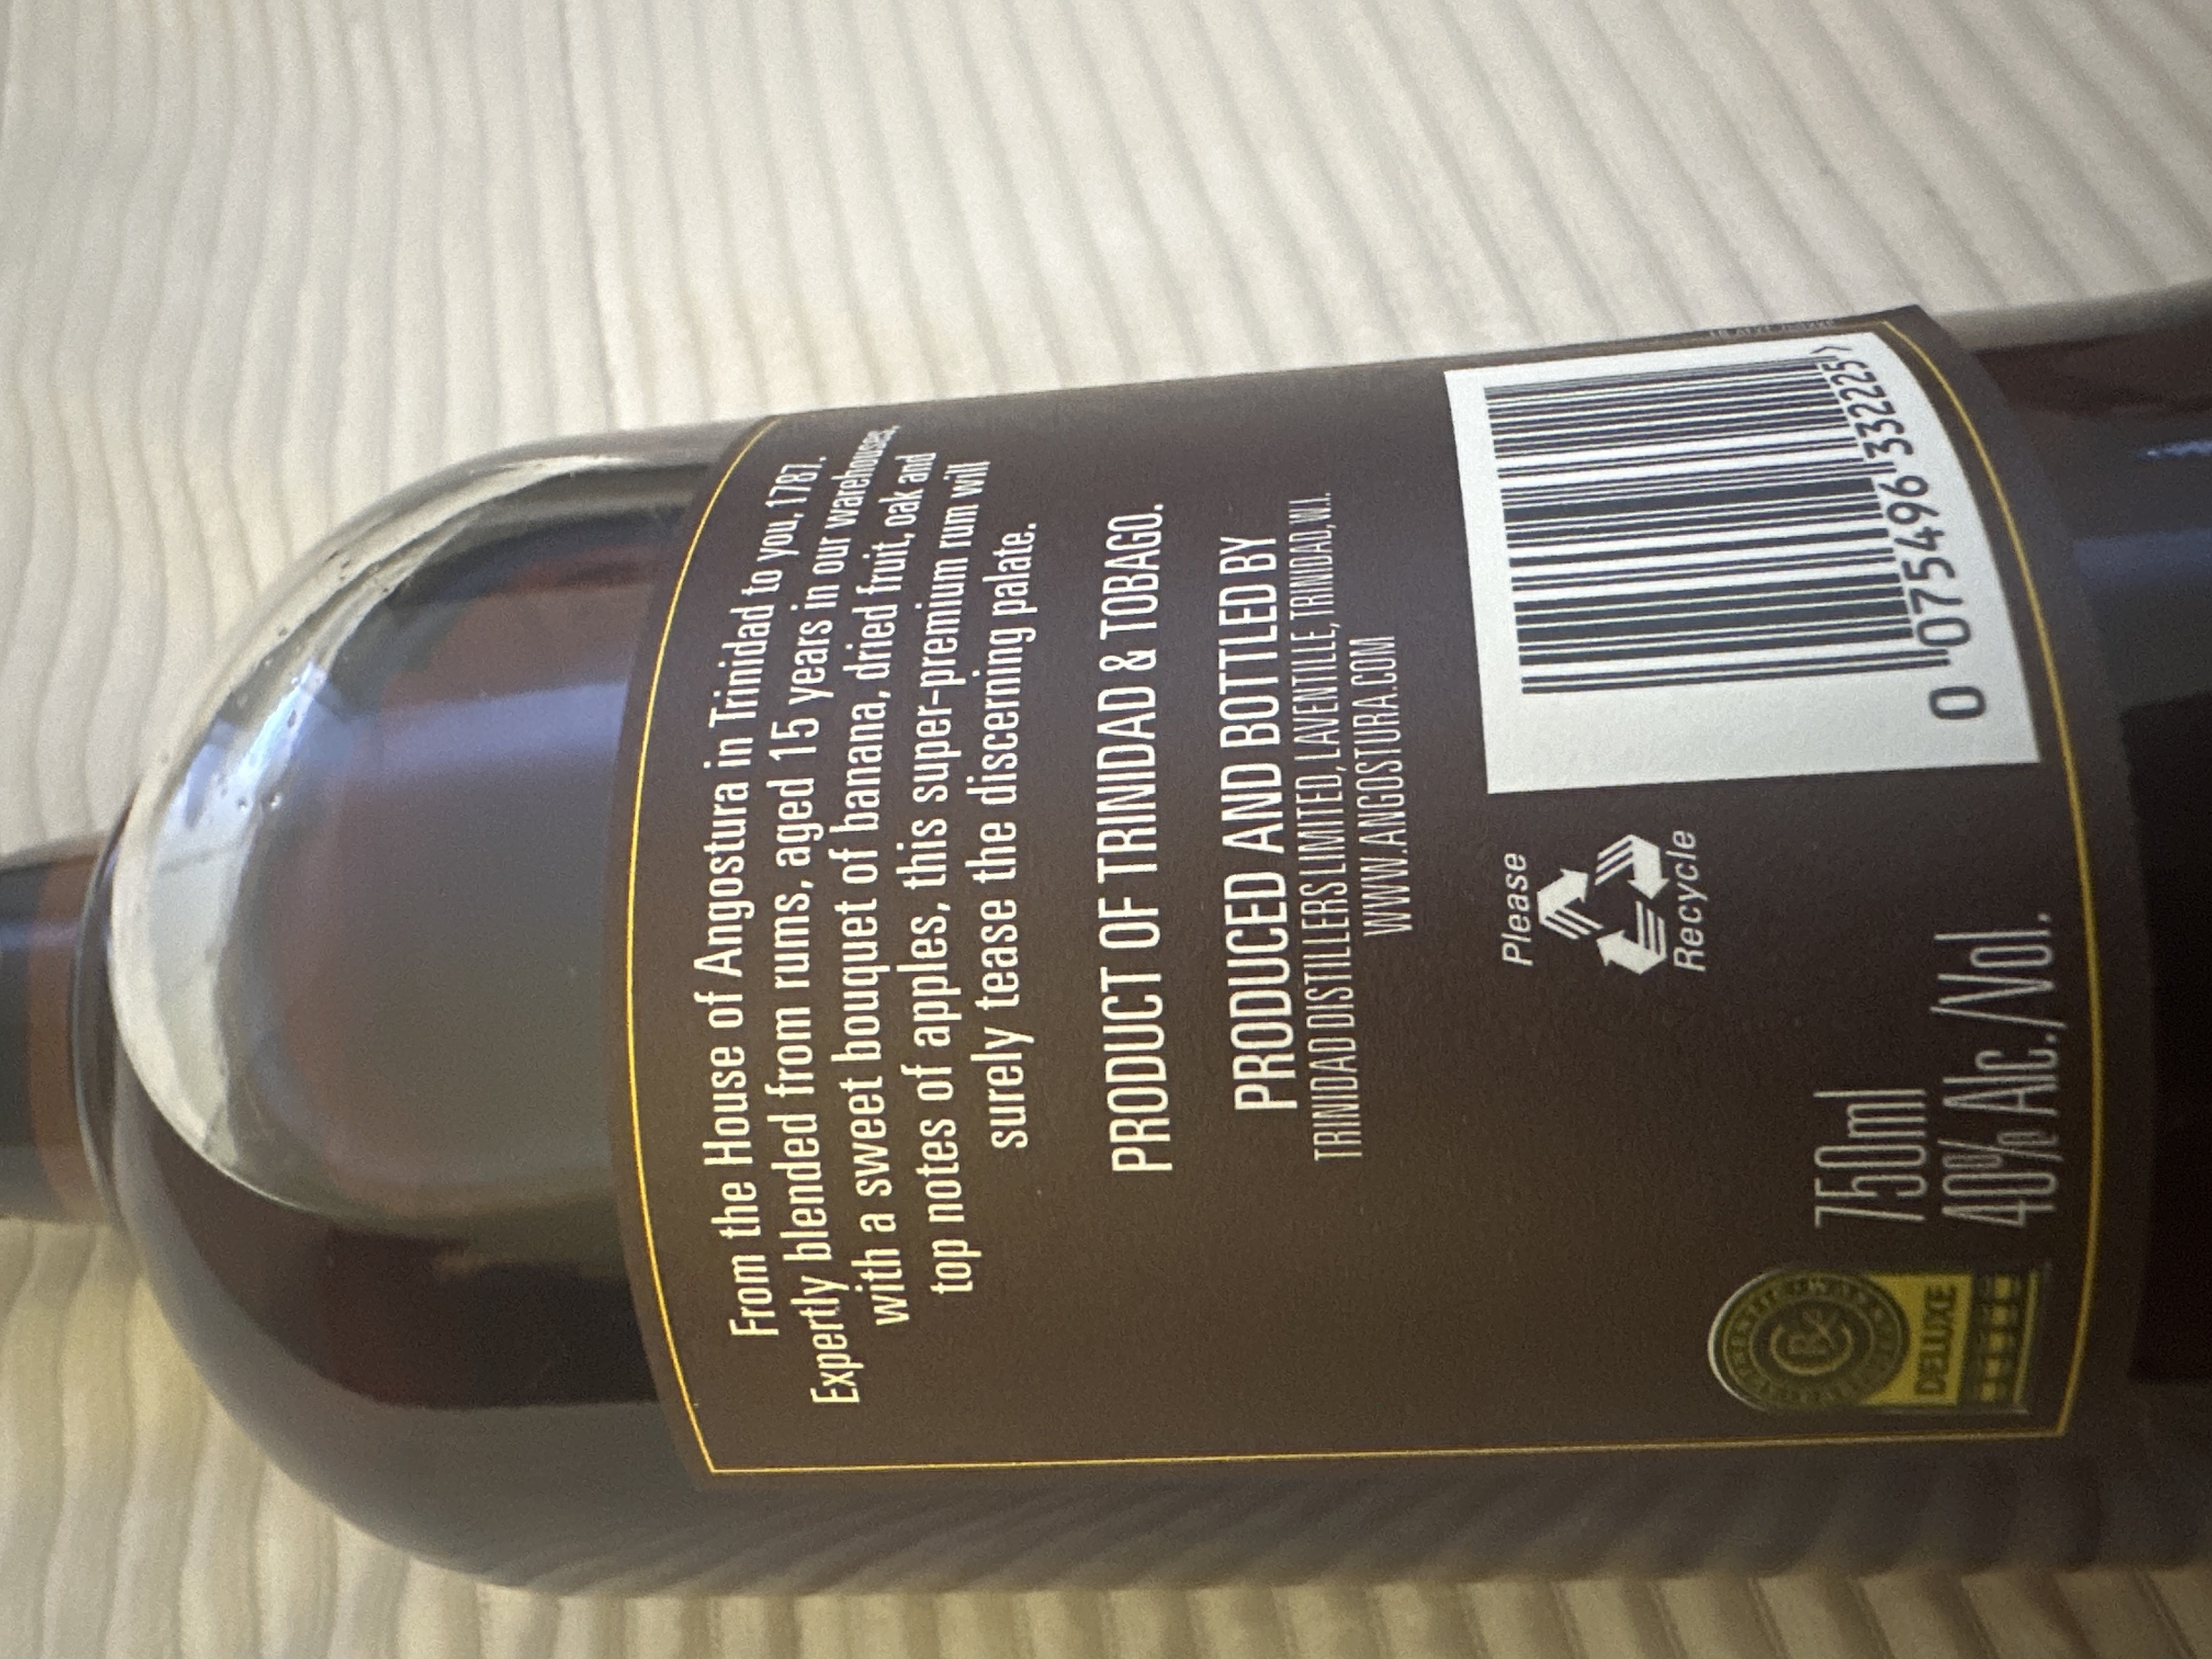 From the House of Angostura in Trinidad to you, 1787.
Expertly blended from rums, aged 15 years in our warehouses,
with a sweet bouquet of banana, dried fruit, oak and
top notes of apples, this super-premium rum will
surely tease the discerning palate.
PRODUCT OF TRINIDAD & TOBAGO.
PRODUCED AND BOTTLED BY
TRINIDAD DISTILLERS LIMITED, LAVENTILLE, TRINIDAD, W.I.
WWW.ANGOSTURA.COM
Please
Recycle
0 075496 332225 >
750ml
40% Alc./Vol.
DELUXE